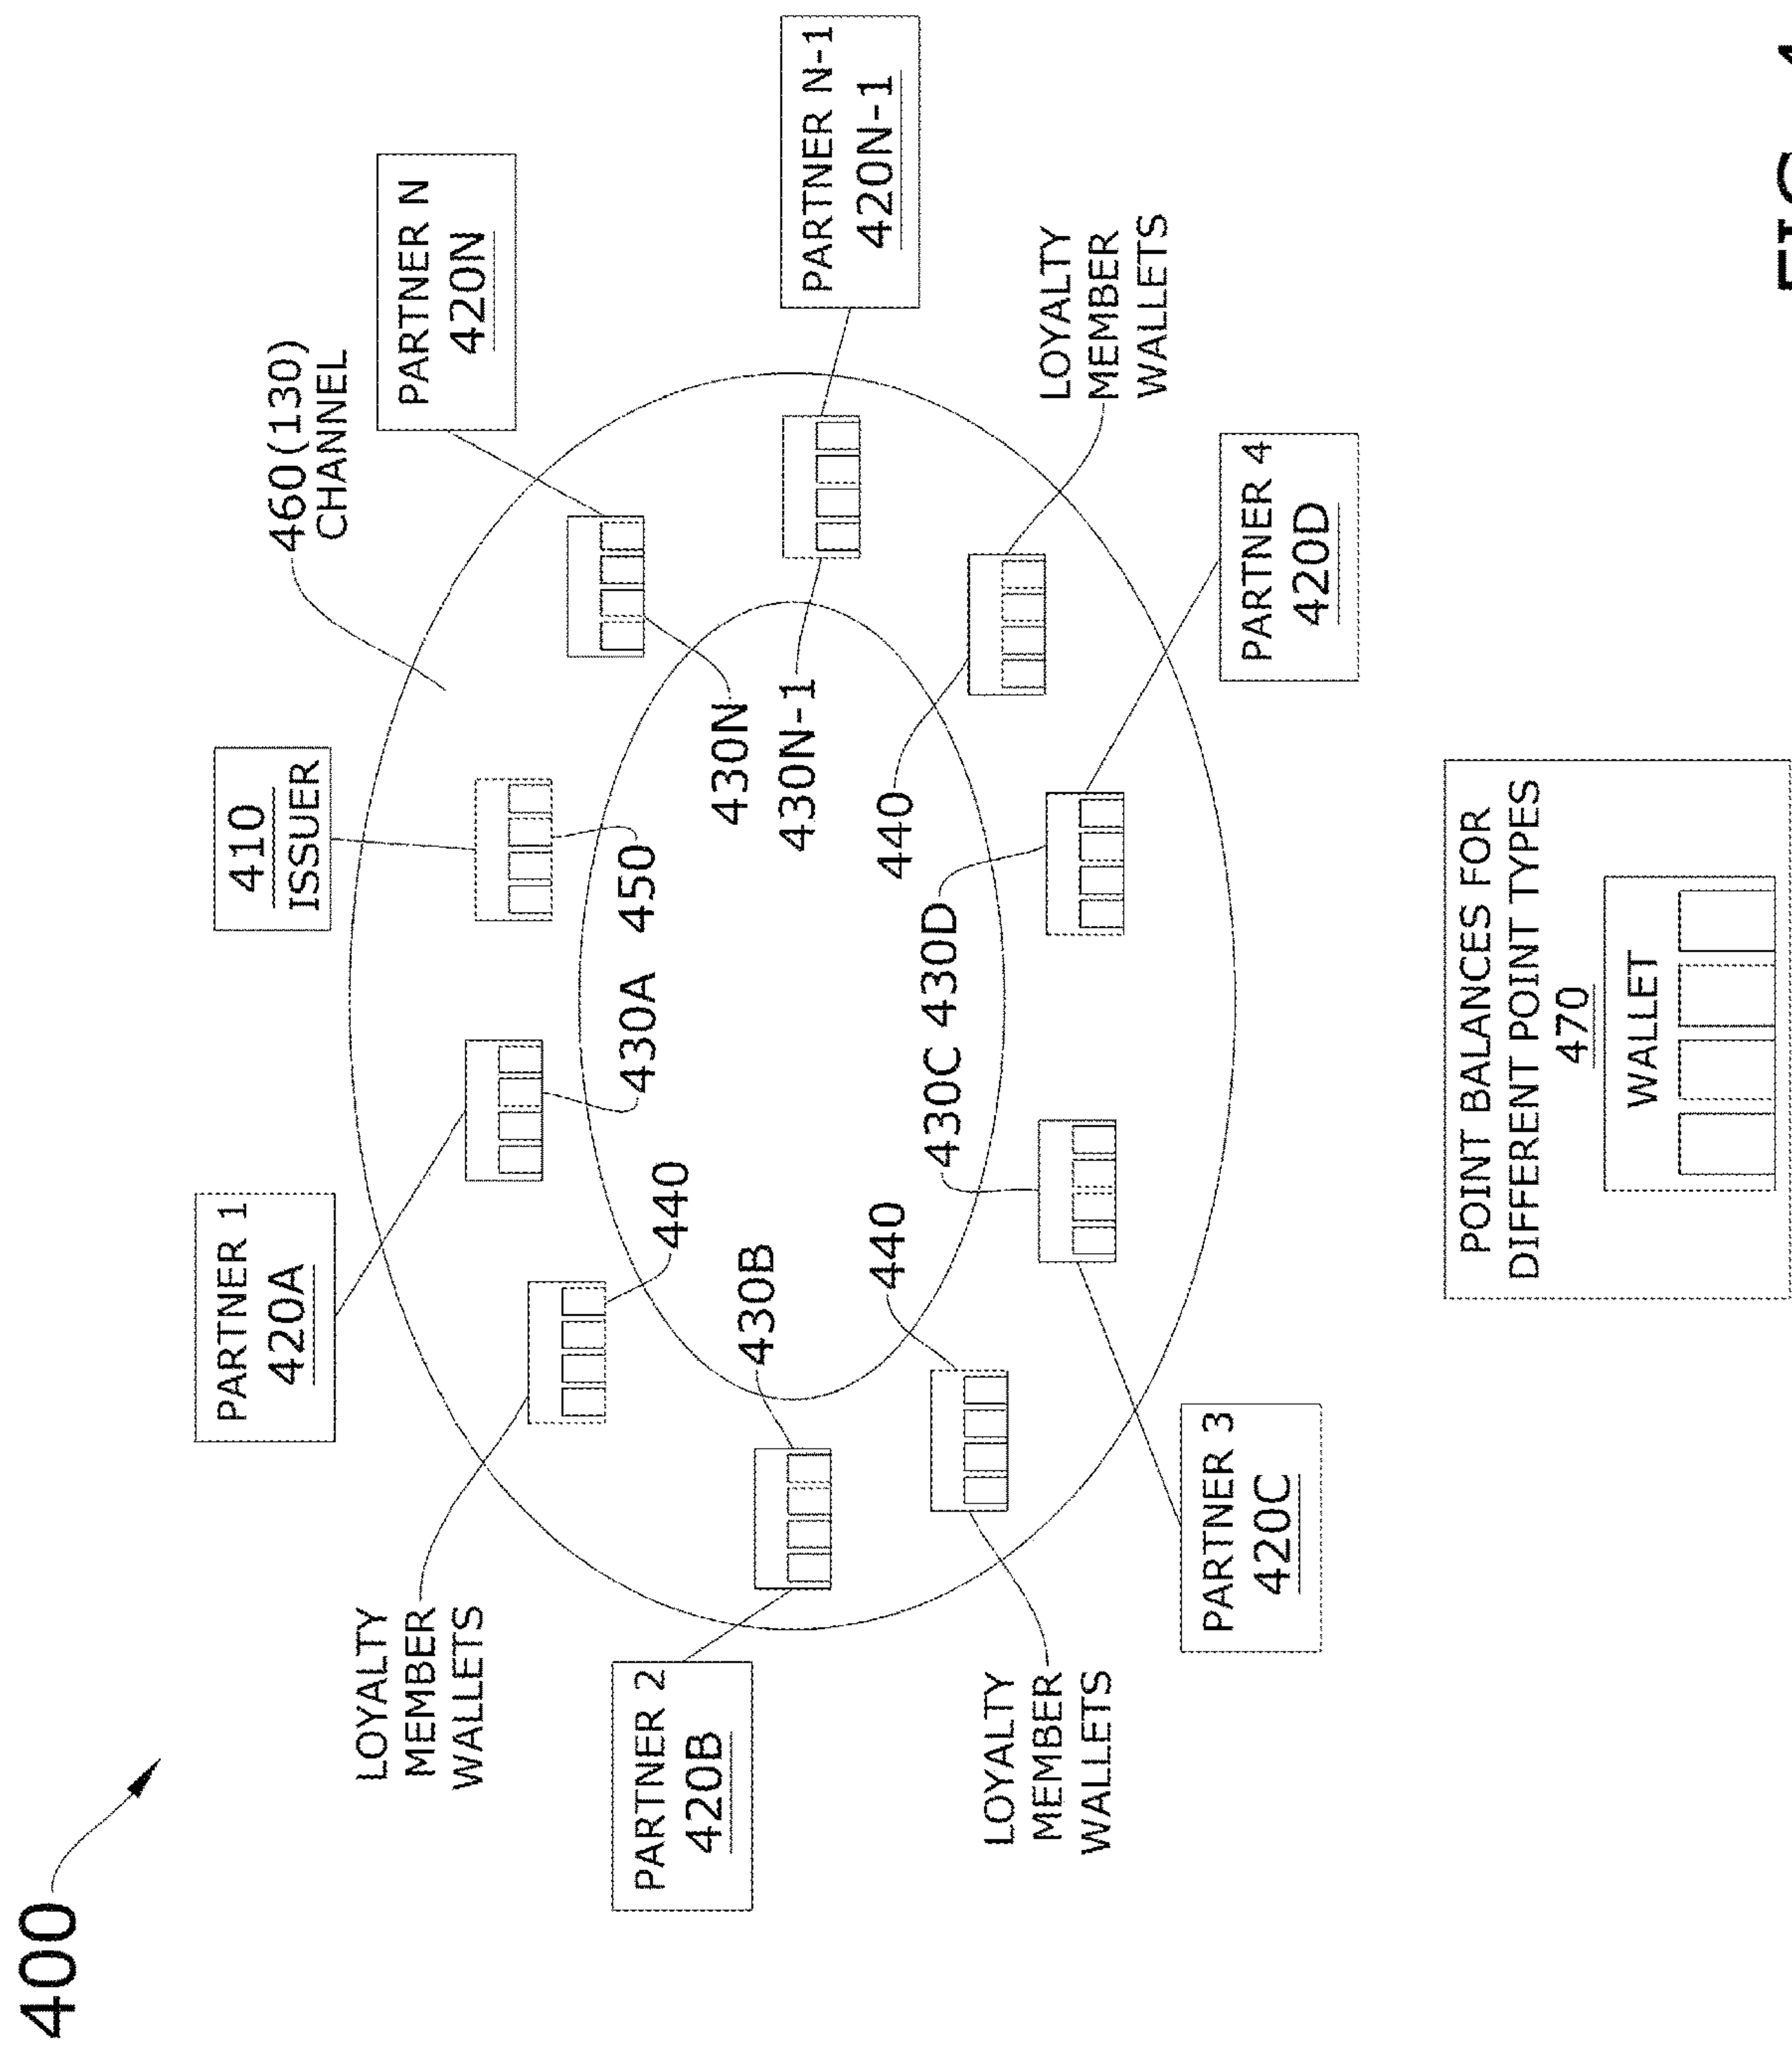 400
PARTNER 1
420A
410
ISSUER
460(130)
CHANNEL
LOYALTY
MEMBER
WALLETS
PARTNER N
420N
PARTNER 2
420B
440
430A
450
430N
430B
430N-1
PARTNER N-1
420N-1
440
440
430C
430D
LOYALTY
MEMBER
WALLETS
LOYALTY
MEMBER
WALLETS
PARTNER 3
420C
PARTNER 4
420D
POINT BALANCES FOR
DIFFERENT POINT TYPES
470
WALLET